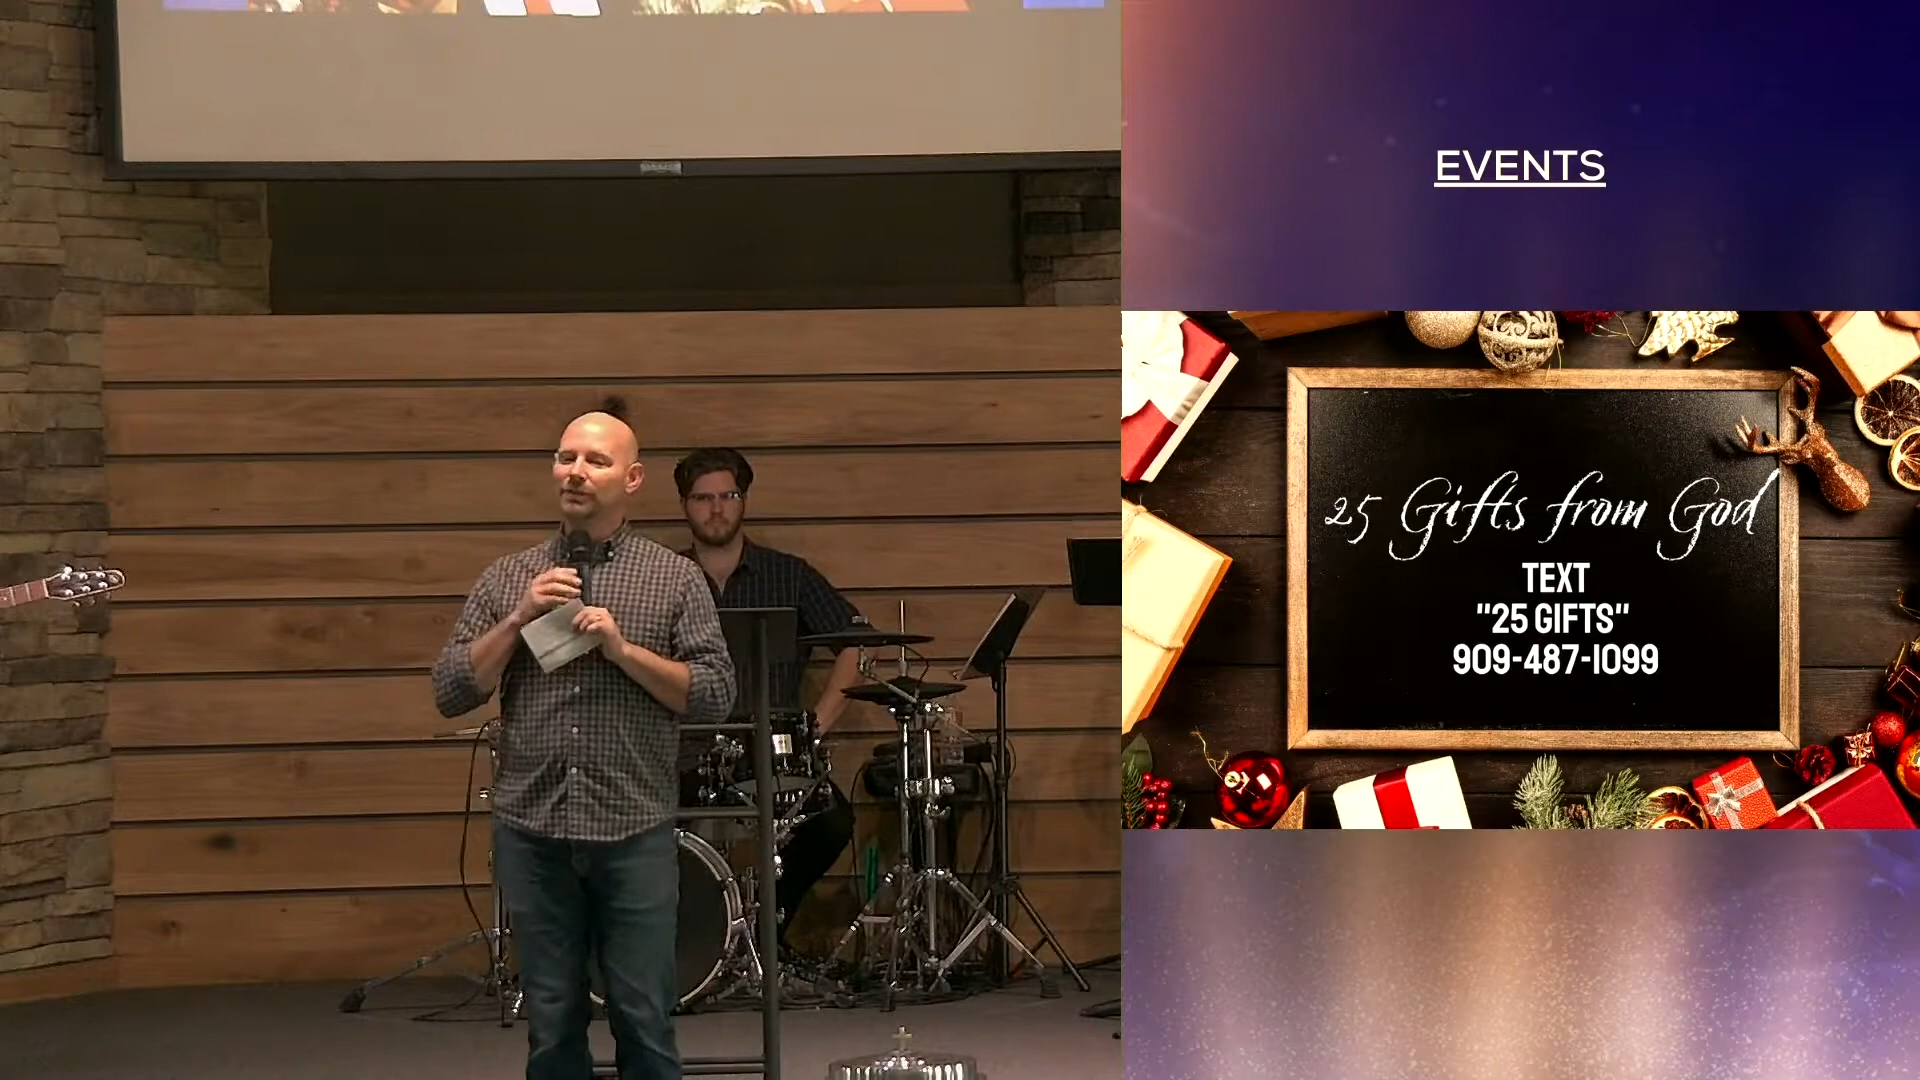 EVENTS
25 Gifts from God
TEXT
"25 GIFTS"
909-487-1099